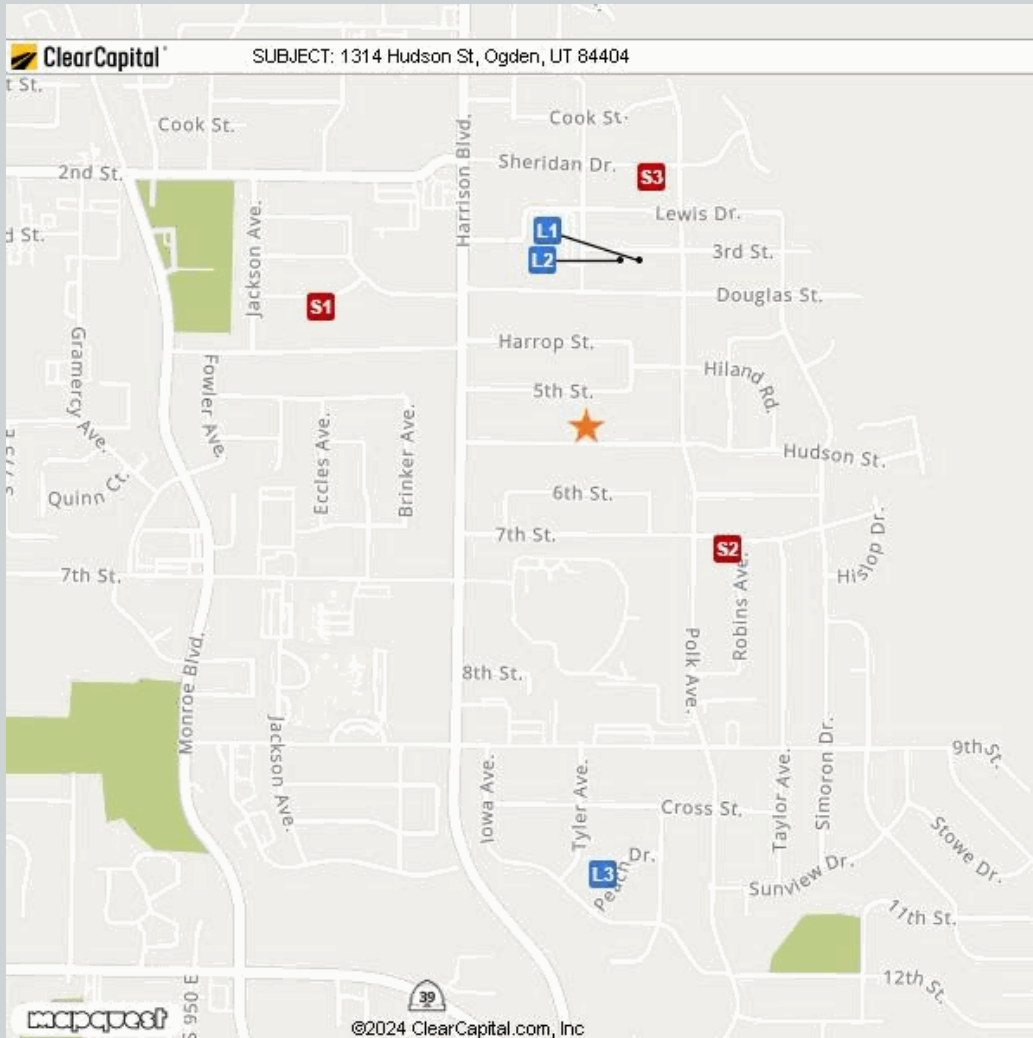 ClearCapital
SUBJECT: 1314 Hudson St, Ogden, UT 84404
t St.
Cook St.
Cook St.
Sheridan Dr.
S3
2nd St.
Harrison Blvd.
Lewis Dr.
Jackson Ave.
L1
d St.
L2
3rd St.
S1
Douglas St.
Gramercy Ave.
Harrop St.
Fowler Ave.
Hiland Rd.
5th St.
Eccles Ave.
Brinker Ave.
Hudson St.
Quinn Ct.
6th St.
7th St.
S2
Hislop Dr.
7th St.
Robins Ave.
Monroe Blvd.
Polk Ave.
8th St.
Jackson Ave.
9th St.
Iowa Ave.
Tyler Ave.
Taylor Ave.
Simoron Dr.
Cross St.
Stowe Dr.
L3
Peach Dr.
Sunview Dr.
11th St.
12th St.
S 950 E
39
mapquest
©2024 ClearCapital.com, Inc